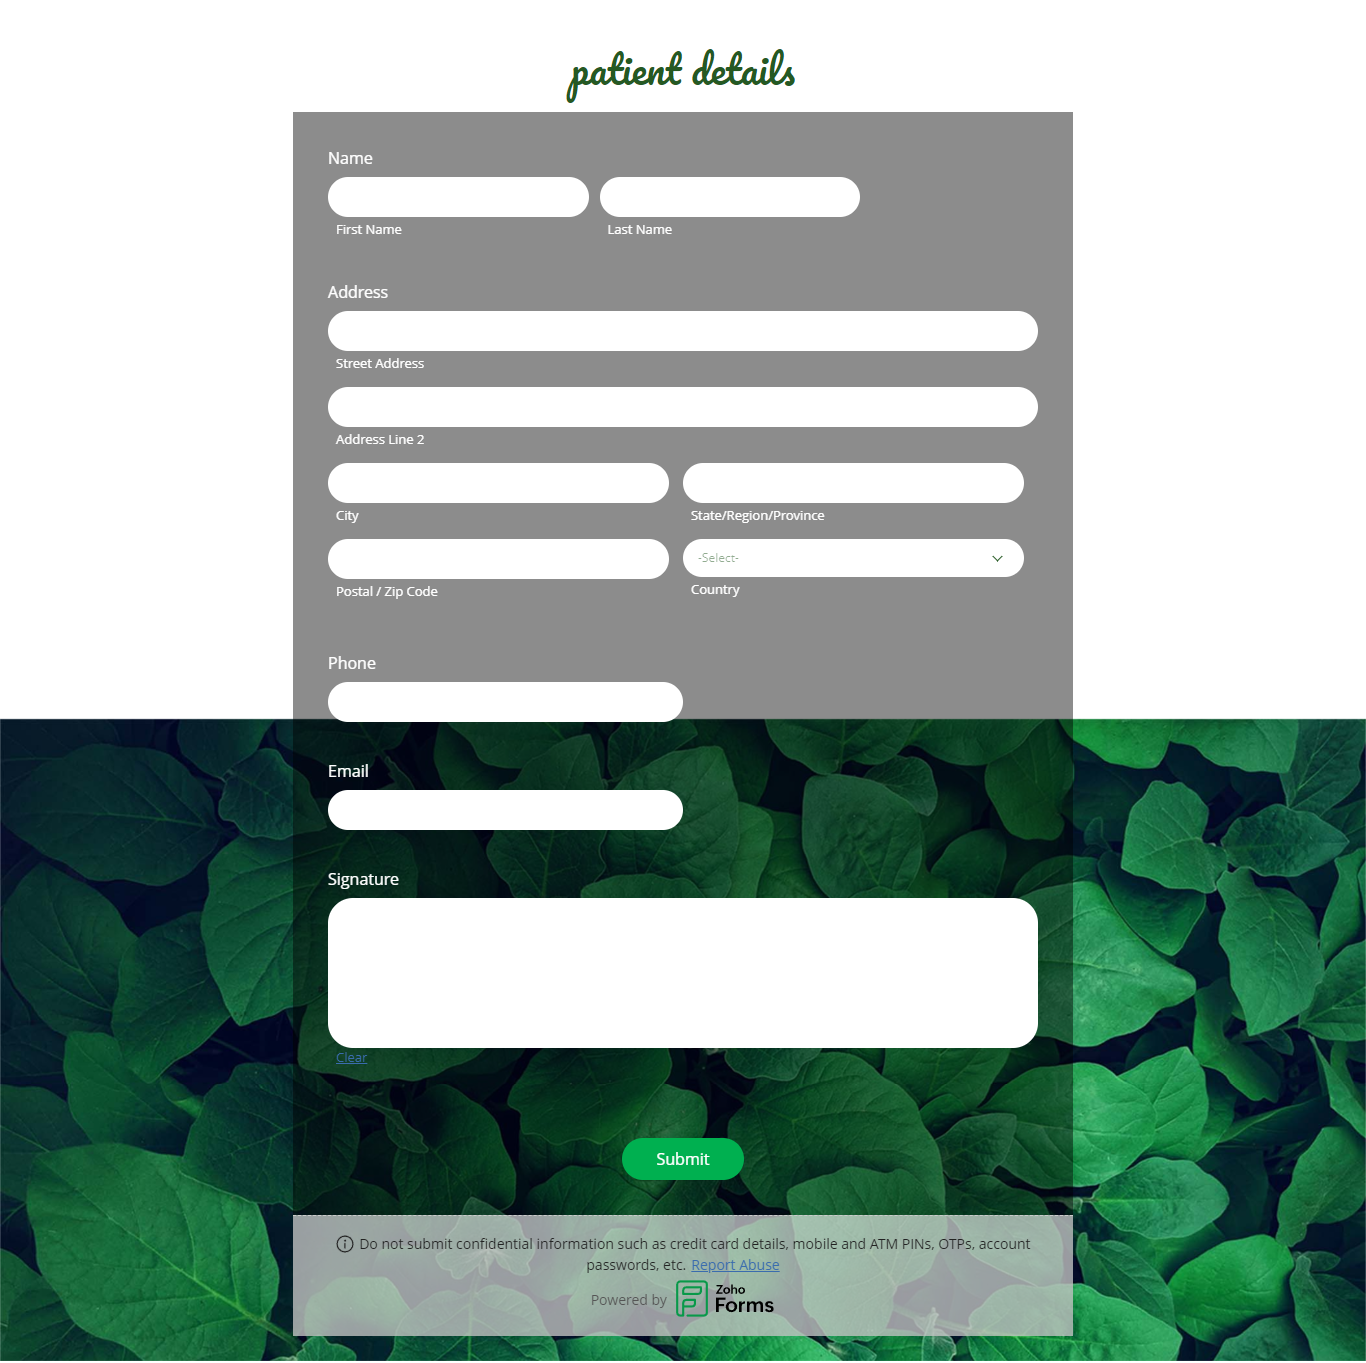 patient details
Name
First Name
Last Name
Address
Street Address
Address Line 2
City
State/Region/Province
Postal / Zip Code
-Select-
Country
Phone
Email
Signature
Clear
Submit
Do not submit confidential information such as credit card details, mobile and ATM PINs, OTPs, account
passwords, etc. Report Abuse
Powered by Zoho Forms